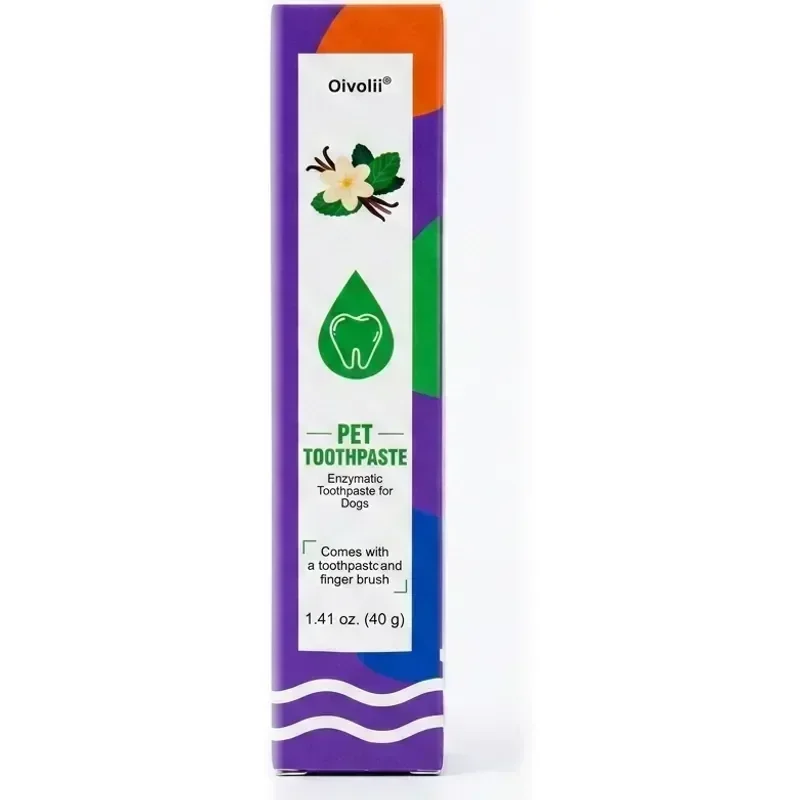 Oivolii®
PET
TOOTHPASTE
Enzymatic
Toothpaste for
Dogs
Comes with
a toothpastc and
finger brush
1.41 oz. (40 g)